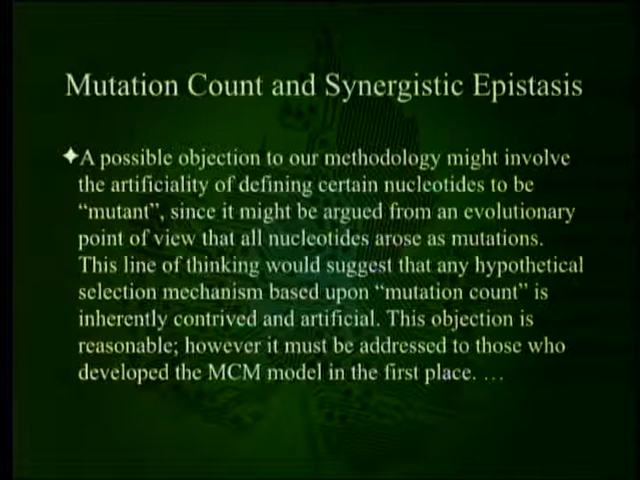 Mutation Count and Synergistic Epistasis
✦A possible objection to our methodology might involve
the artificiality of defining certain nucleotides to be
“mutant”, since it might be argued from an evolutionary
point of view that all nucleotides arose as mutations.
This line of thinking would suggest that any hypothetical
selection mechanism based upon “mutation count” is
inherently contrived and artificial. This objection is
reasonable; however it must be addressed to those who
developed the MCM model in the first place. …